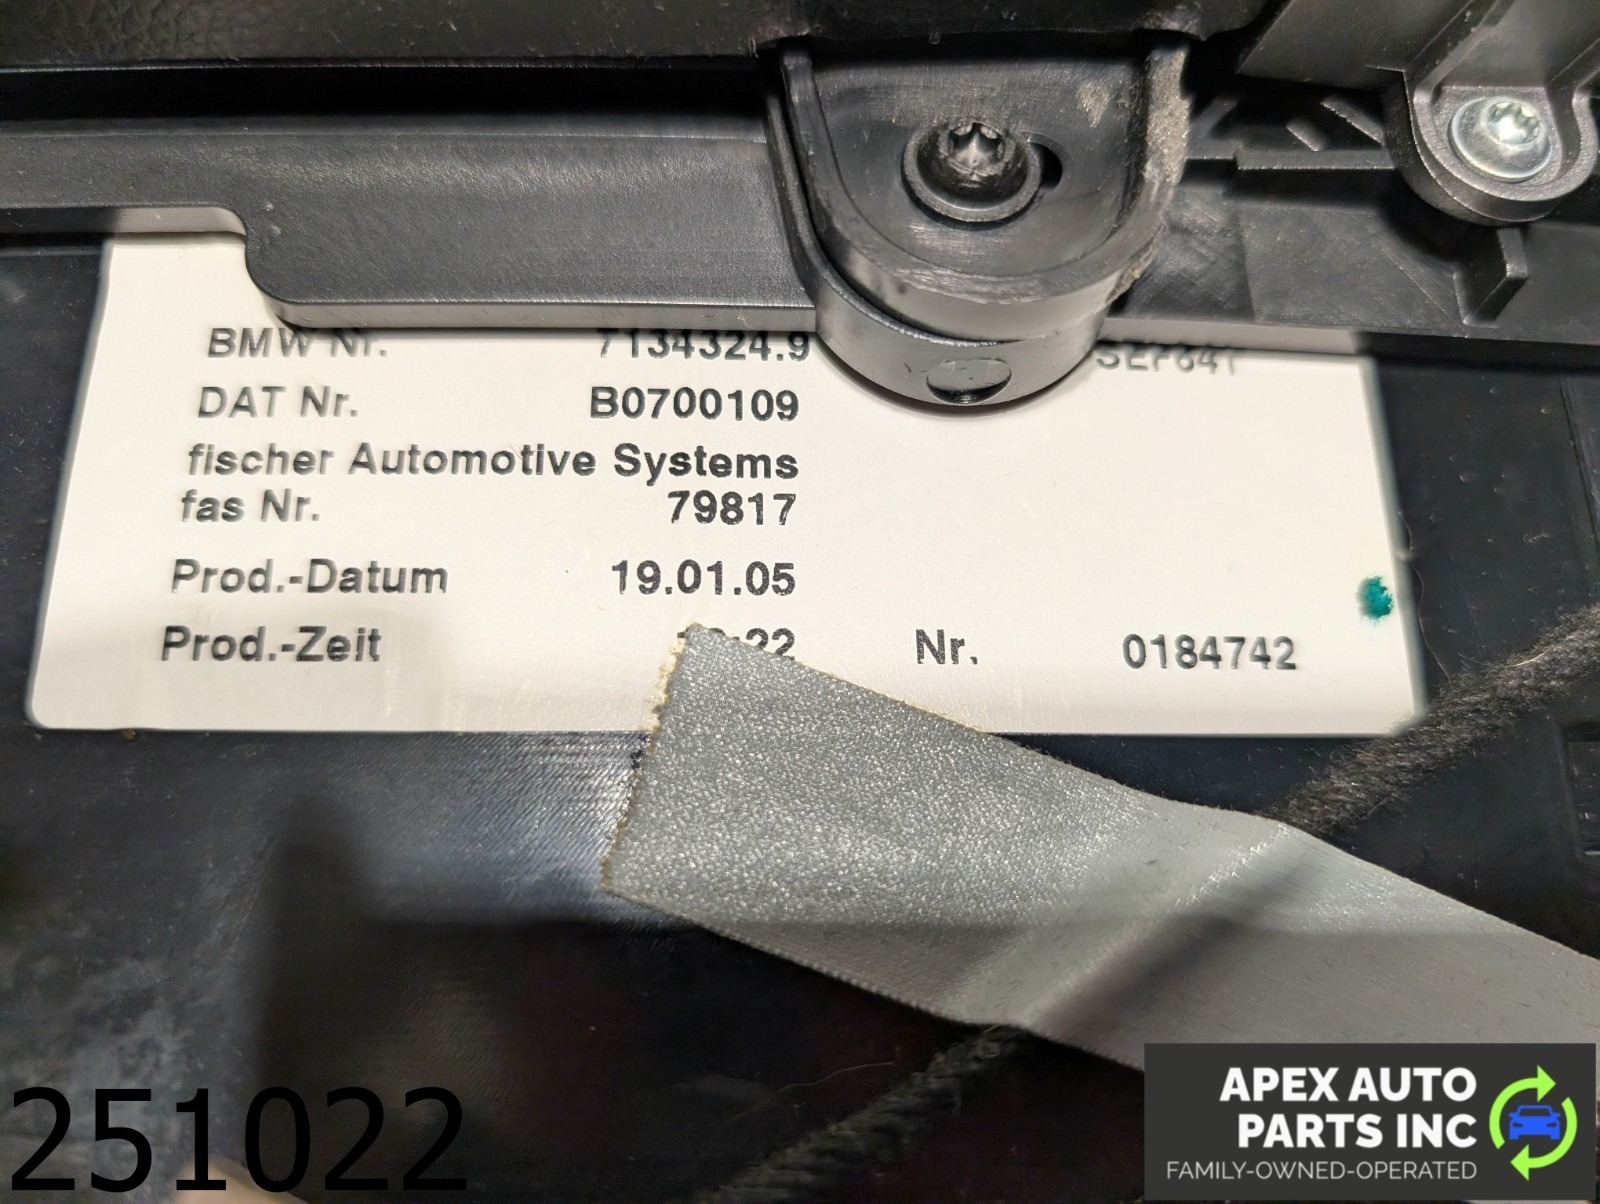 BMW Nr. 7134324.9
DAT Nr. B0700109
fischer Automotive Systems
fas Nr. 79817
Prod.-Datum 19.01.05
Prod.-Zeit Nr. 0184742
251022
APEX AUTO
PARTS INC
FAMILY-OWNED-OPERATED